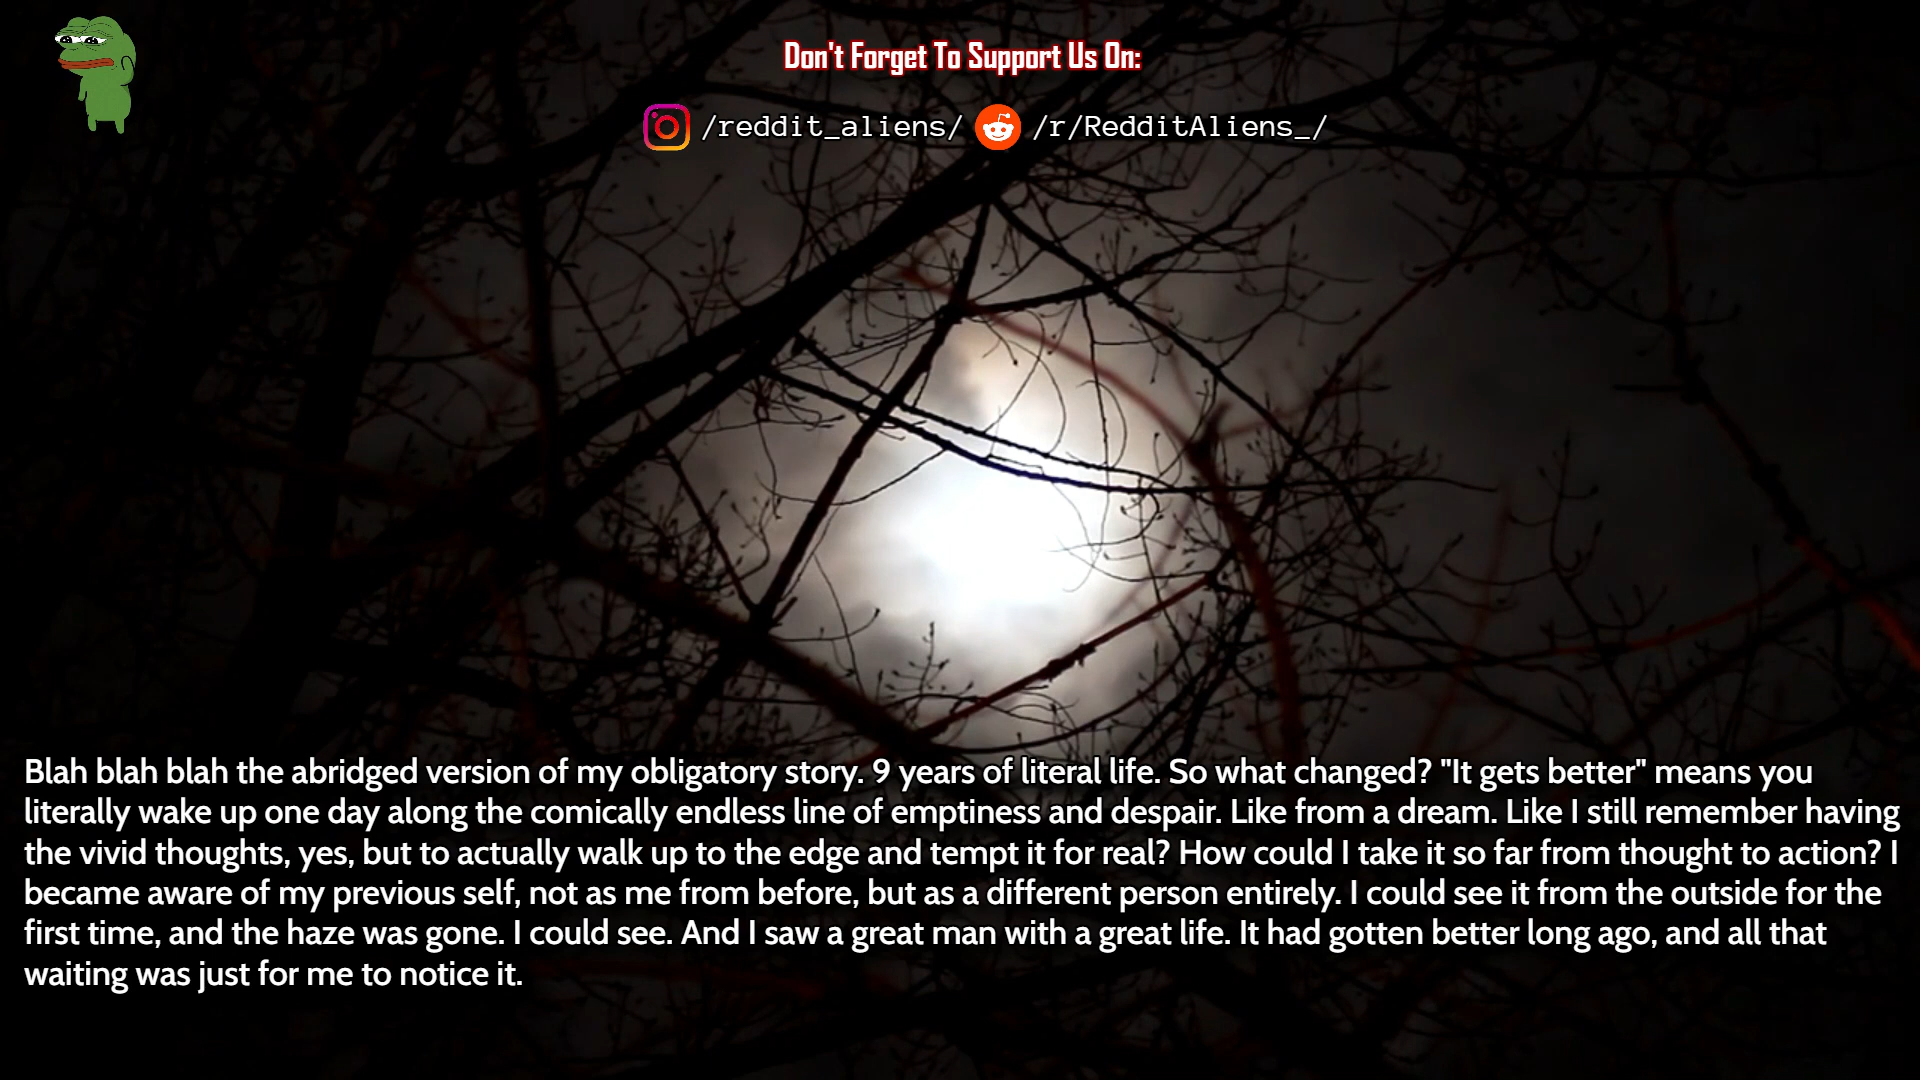 Don't Forget To Support Us On:
/reddit_aliens/ /r/RedditAliens_/
Blah blah blah the abridged version of my obligatory story. 9 years of literal life. So what changed? "It gets better" means you
literally wake up one day along the comically endless line of emptiness and despair. Like from a dream. Like I still remember having
the vivid thoughts, yes, but to actually walk up to the edge and tempt it for real? How could I take it so far from thought to action? I
became aware of my previous self, not as me from before, but as a different person entirely. I could see it from the outside for the
first time, and the haze was gone. I could see. And I saw a great man with a great life. It had gotten better long ago, and all that
waiting was just for me to notice it.